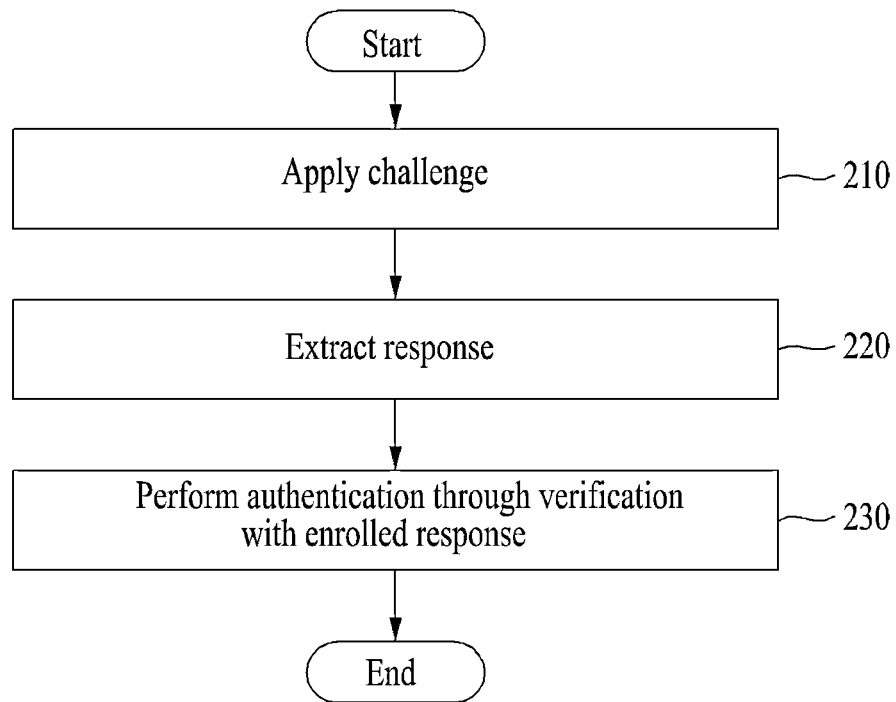 Start
Apply challenge
210
Extract response
220
Perform authentication through verification
with enrolled response
230
End